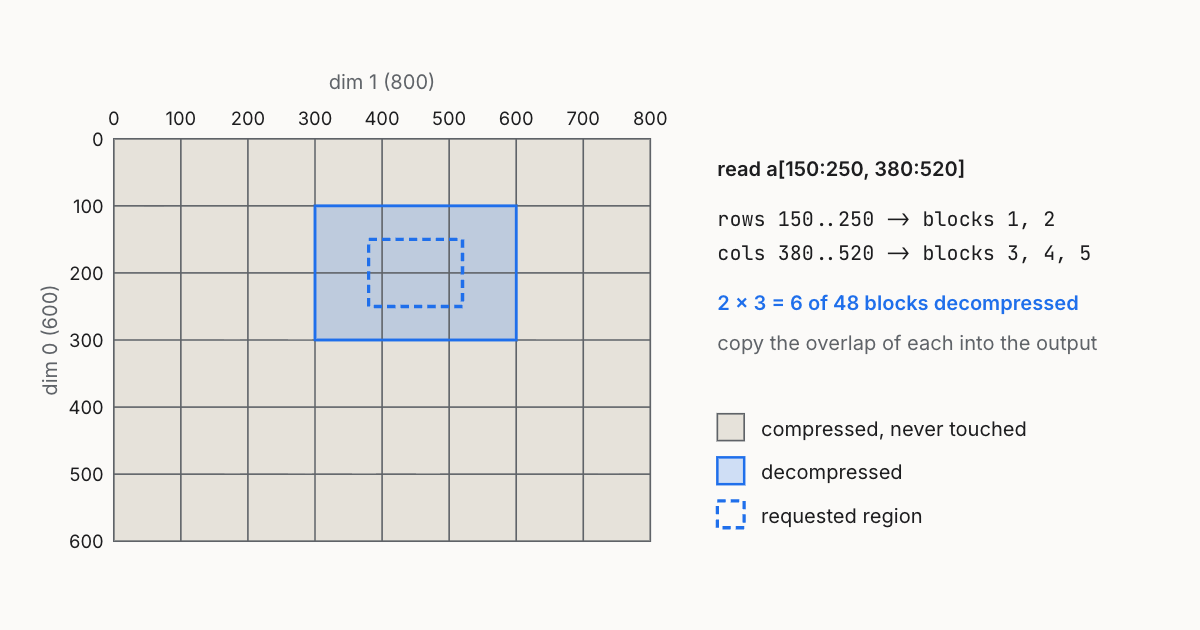 dim 1 (800)
0 100 200 300 400 500 600 700 800
0
100
200
300
400
500
600
dim 0 (600)
read a[150:250, 380:520]
rows 150..250 → blocks 1, 2
cols 380..520 → blocks 3, 4, 5
2 × 3 = 6 of 48 blocks decompressed
copy the overlap of each into the output
compressed, never touched
decompressed
requested region